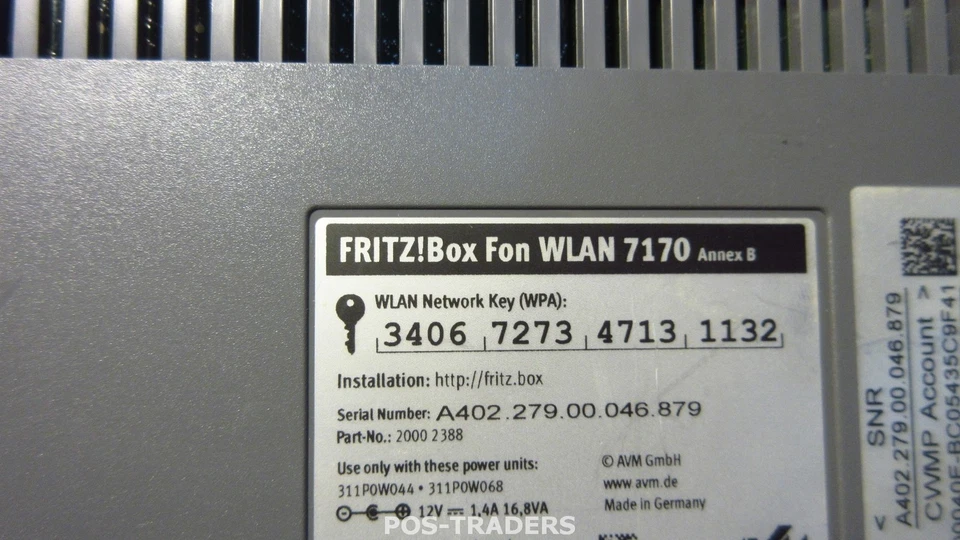 FRITZ!Box Fon WLAN 7170 Annex B
WLAN Network Key (WPA):
3406 7273 4713 1132
Installation: http://fritz.box
Serial Number: A402.279.00.046.879
Part-No.: 2000 2388
Use only with these power units:
311P0W044 • 311P0W068
12V ⎓ 1,4A 16,8VA
© AVM GmbH
www.avm.de
Made in Germany
SNR
A402.279.00.046.879
CWMP Account >
<
POS-TRADERS